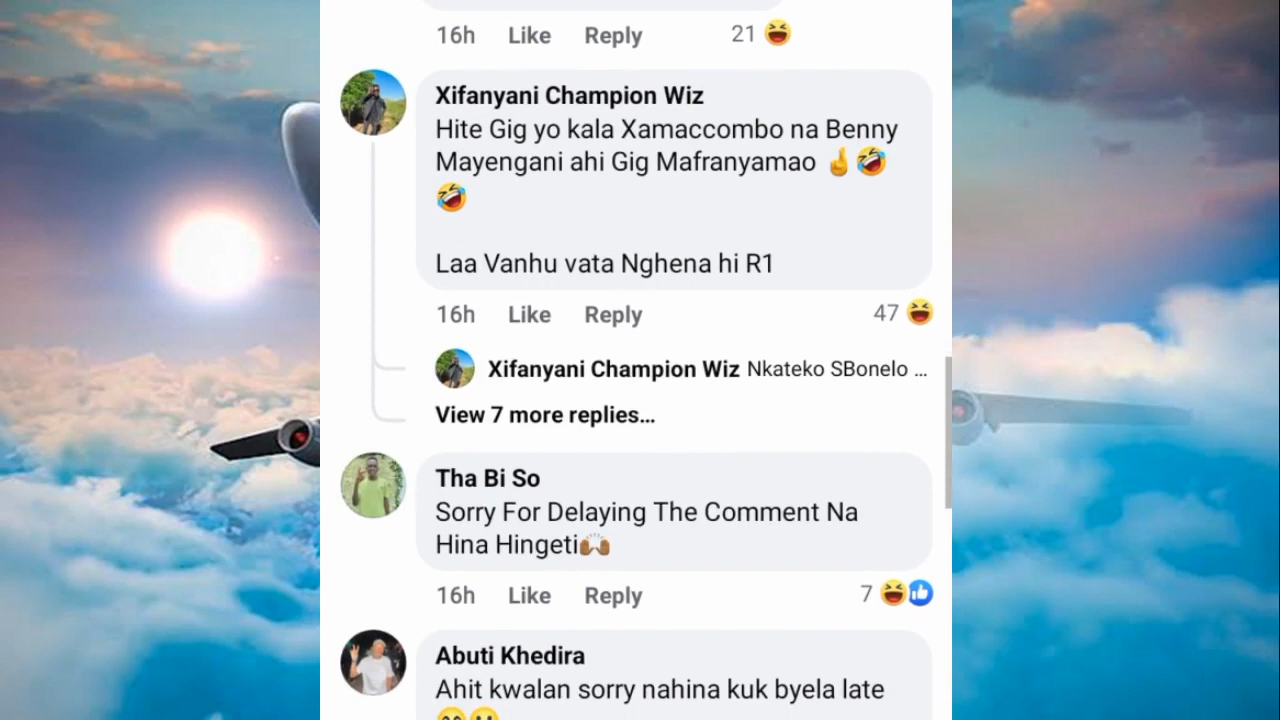 16h Like Reply 21 😆
Xifanyani Champion Wiz
Hite Gig yo kala Xamaccombo na Benny
Mayengani ahi Gig Mafranyamao 🤞🤣
🤣
Laa Vanhu vata Nghena hi R1
16h Like Reply 47 😆
Xifanyani Champion Wiz Nkateko SBonelo ...
View 7 more replies...
Tha Bi So
Sorry For Delaying The Comment Na
Hina Hingeti🙌🏾
16h Like Reply 7 😆👍
Abuti Khedira
Ahit kwalan sorry nahina kuk byela late